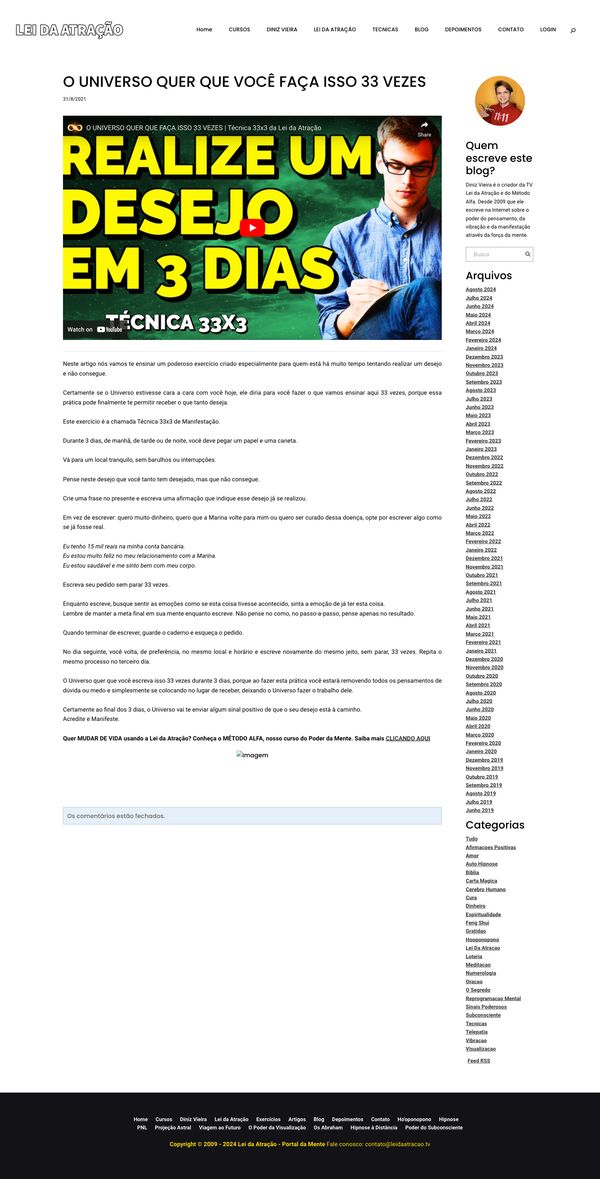 LEI DA ATRAÇÃO
Home CURSOS DINIZ VIEIRA LEI DA ATRAÇÃO TECNICAS BLOG DEPOIMENTOS CONTATO LOGIN
O UNIVERSO QUER QUE VOCÊ FAÇA ISSO 33 VEZES
31/8/2021
O UNIVERSO QUER QUE FAÇA ISSO 33 VEZES | Técnica 33x3 da Lei da Atração
Share
REALIZE UM
DESEJO
EM 3 DIAS
TÉCNICA 33X3
Watch on YouTube
Neste artigo nós vamos te ensinar um poderoso exercício criado especialmente para quem está há muito tempo tentando realizar um desejo
e não consegue.
Certamente se o Universo estivesse cara a cara com você hoje, ele diria para você fazer o que vamos ensinar aqui 33 vezes, porque essa
prática pode finalmente te permitir receber o que tanto deseja.
Este exercício é a chamada Técnica 33x3 de Manifestação.
Durante 3 dias, de manhã, de tarde ou de noite, você deve pegar um papel e uma caneta.
Vá para um local tranquilo, sem barulhos ou interrupções.
Pense neste desejo que você tanto tem desejado, mas que não consegue.
Crie uma frase no presente e escreva uma afirmação que indique esse desejo já se realizou.
Em vez de escrever: quero muito dinheiro, quero que a Marina volte para mim ou quero ser curado dessa doença, opte por escrever algo como
se já fosse real.
Eu tenho 15 mil reais na minha conta bancária.
Eu estou muito feliz no meu relacionamento com a Marina.
Eu estou saudável e me sinto bem com meu corpo.
Escreva seu pedido sem parar 33 vezes.
Enquanto escreve, busque sentir as emoções como se esta coisa tivesse acontecido, sinta a emoção de já ter esta coisa.
Lembre de manter a meta final em sua mente enquanto escreve. Não pense no como, no passo-a-passo, pense apenas no resultado.
Quando terminar de escrever, guarde o caderno e esqueça o pedido.
No dia seguinte, você volta, de preferência, no mesmo local e horário e escreve novamente do mesmo jeito, sem parar, 33 vezes. Repita o
mesmo processo no terceiro dia.
O Universo quer que você escreva isso 33 vezes durante 3 dias, porque ao fazer esta prática você estará removendo todos os pensamentos de
dúvida ou medo e simplesmente se colocando no lugar de receber, deixando o Universo fazer o trabalho dele.
Certamente ao final dos 3 dias, o Universo vai te enviar algum sinal positivo de que o seu desejo está à caminho.
Acredite e Manifeste.
Quer MUDAR DE VIDA usando a Lei da Atração? Conheça o MÉTODO ALFA, nosso curso do Poder da Mente. Saiba mais CLICANDO AQUI
Imagem
Os comentários estão fechados.
11:11
Quem
escreve este
blog?
Diniz Vieira é o criador da TV
Lei da Atração e do Método
Alfa. Desde 2009 que ele
escreve na Internet sobre o
poder do pensamento, da
vibração e da manifestação
através da força da mente.
Busca
Arquivos
Agosto 2024
Julho 2024
Junho 2024
Maio 2024
Abril 2024
Março 2024
Fevereiro 2024
Janeiro 2024
Dezembro 2023
Novembro 2023
Outubro 2023
Setembro 2023
Agosto 2023
Julho 2023
Junho 2023
Maio 2023
Abril 2023
Março 2023
Fevereiro 2023
Janeiro 2023
Dezembro 2022
Novembro 2022
Outubro 2022
Setembro 2022
Agosto 2022
Julho 2022
Junho 2022
Maio 2022
Abril 2022
Março 2022
Fevereiro 2022
Janeiro 2022
Dezembro 2021
Novembro 2021
Outubro 2021
Setembro 2021
Agosto 2021
Julho 2021
Junho 2021
Maio 2021
Abril 2021
Março 2021
Fevereiro 2021
Janeiro 2021
Dezembro 2020
Novembro 2020
Outubro 2020
Setembro 2020
Agosto 2020
Julho 2020
Junho 2020
Maio 2020
Abril 2020
Março 2020
Fevereiro 2020
Janeiro 2020
Dezembro 2019
Novembro 2019
Outubro 2019
Setembro 2019
Agosto 2019
Julho 2019
Junho 2019
Categorias
Tudo
Afirmacoes Positivas
Amor
Auto Hipnose
Biblia
Carta Magica
Cerebro Humano
Cura
Dinheiro
Espiritualidade
Feng Shui
Gratidao
Hooponopono
Lei Da Atracao
Loteria
Meditacao
Numerologia
Oracao
O Segredo
Reprogramacao Mental
Sinais Poderosos
Subconsciente
Tecnicas
Telepatia
Vibracao
Visualizacao
Feed RSS
Home Cursos Diniz Vieira Lei da Atração Exercícios Artigos Blog Depoimentos Contato Ho'oponopono Hipnose
PNL Projeção Astral Viagem ao Futuro O Poder da Visualização Os Abraham Hipnose à Distância Poder do Subconsciente
Copyright © 2009 - 2024 Lei da Atração - Portal da Mente Fale conosco: contato@leidaatracao.tv